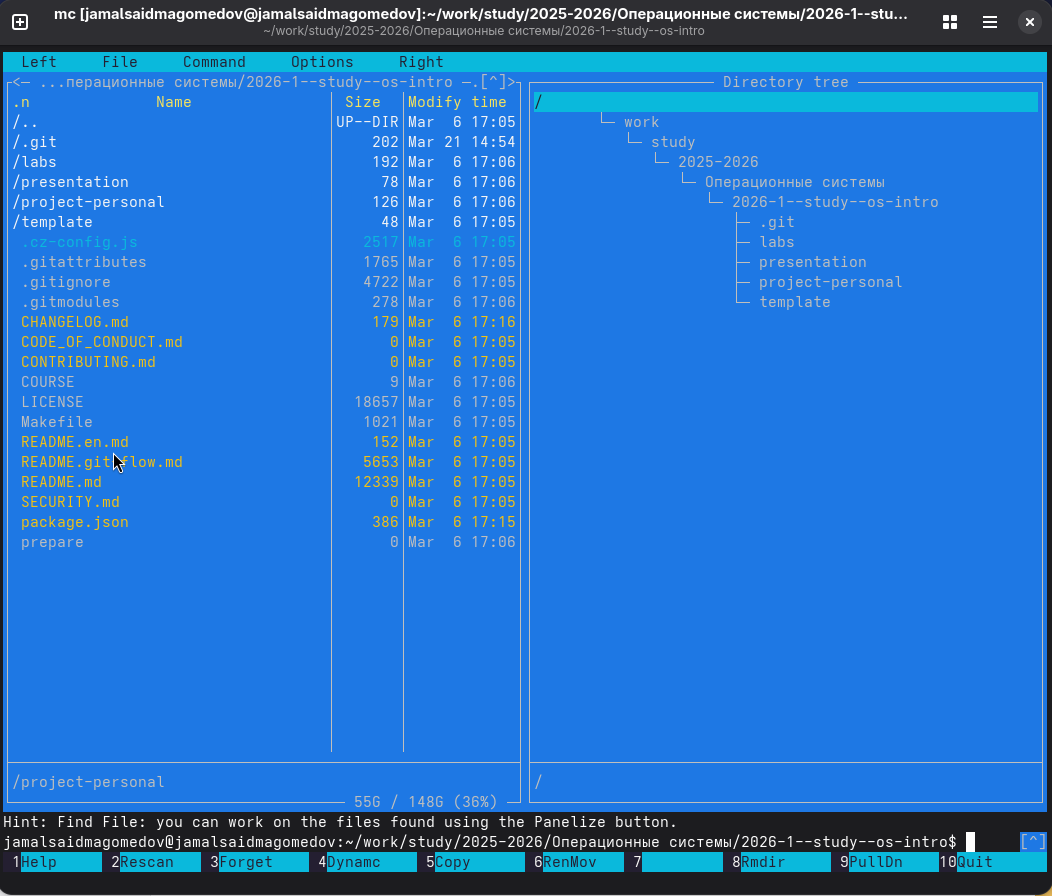 mc [jamalsaidmagomedov@jamalsaidmagomedov]:~/work/study/2025-2026/Операционные системы/2026-1--stu...
~/work/study/2025-2026/Операционные системы/2026-1--study--os-intro
Left File Command Options Right
<─ ...перационные системы/2026-1--study--os-intro ─.[^]>
.n Name Size Modify time
/.. UP--DIR Mar 6 17:05
/.git 202 Mar 21 14:54
/labs 192 Mar 6 17:06
/presentation 78 Mar 6 17:06
/project-personal 126 Mar 6 17:06
/template 48 Mar 6 17:05
.cz-config.js 2517 Mar 6 17:05
.gitattributes 1765 Mar 6 17:05
.gitignore 4722 Mar 6 17:05
.gitmodules 278 Mar 6 17:06
CHANGELOG.md 179 Mar 6 17:16
CODE_OF_CONDUCT.md 0 Mar 6 17:05
CONTRIBUTING.md 0 Mar 6 17:05
COURSE 9 Mar 6 17:06
LICENSE 18657 Mar 6 17:05
Makefile 1021 Mar 6 17:05
README.en.md 152 Mar 6 17:05
README.git-flow.md 5653 Mar 6 17:05
README.md 12339 Mar 6 17:05
SECURITY.md 0 Mar 6 17:05
package.json 386 Mar 6 17:15
prepare 0 Mar 6 17:06
/project-personal
55G / 148G (36%)
Directory tree
/
└─ work
└─ study
└─ 2025-2026
└─ Операционные системы
└─ 2026-1--study--os-intro
├─ .git
├─ labs
├─ presentation
├─ project-personal
└─ template
/
Hint: Find File: you can work on the files found using the Panelize button.
jamalsaidmagomedov@jamalsaidmagomedov:~/work/study/2025-2026/Операционные системы/2026-1--study--os-intro$ [^]
1Help 2Rescan 3Forget 4Dynamc 5Copy 6RenMov 7 8Rmdir 9PullDn 10Quit